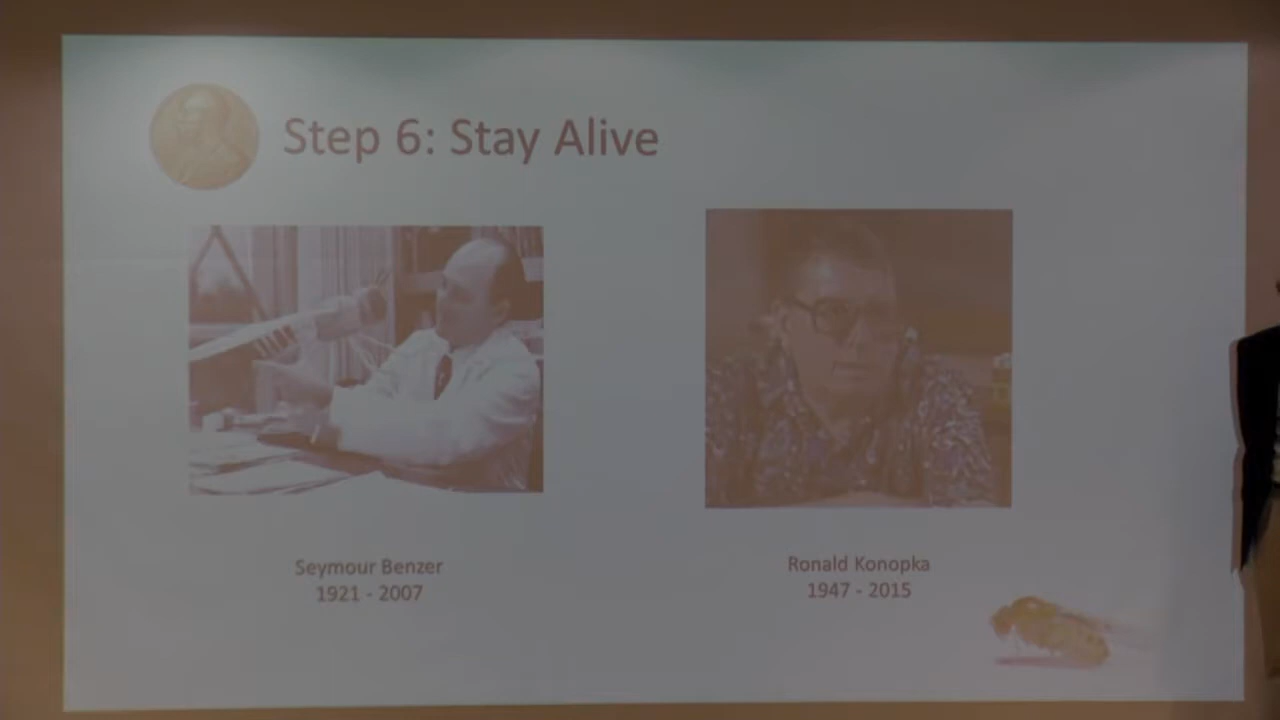 Step 6: Stay Alive
Seymour Benzer
1921 - 2007
Ronald Konopka
1947 - 2015